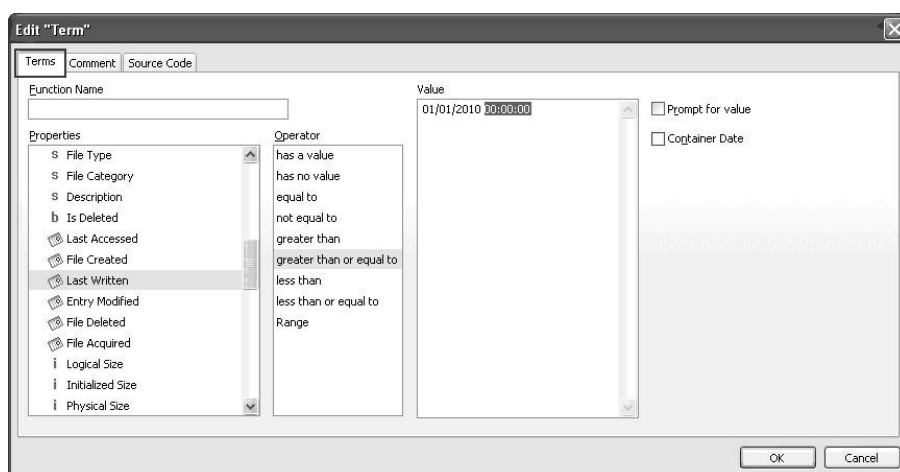 Edit "Term"
Terms Comment Source Code
Function Name
Value
01/01/2010 00:00:00
Prompt for value
Container Date
Properties
Operator
s File Type
s File Category
s Description
b Is Deleted
Last Accessed
File Created
Last Written
Entry Modified
File Deleted
File Acquired
i Logical Size
i Initialized Size
i Physical Size
has a value
has no value
equal to
not equal to
greater than
greater than or equal to
less than
less than or equal to
Range
OK Cancel